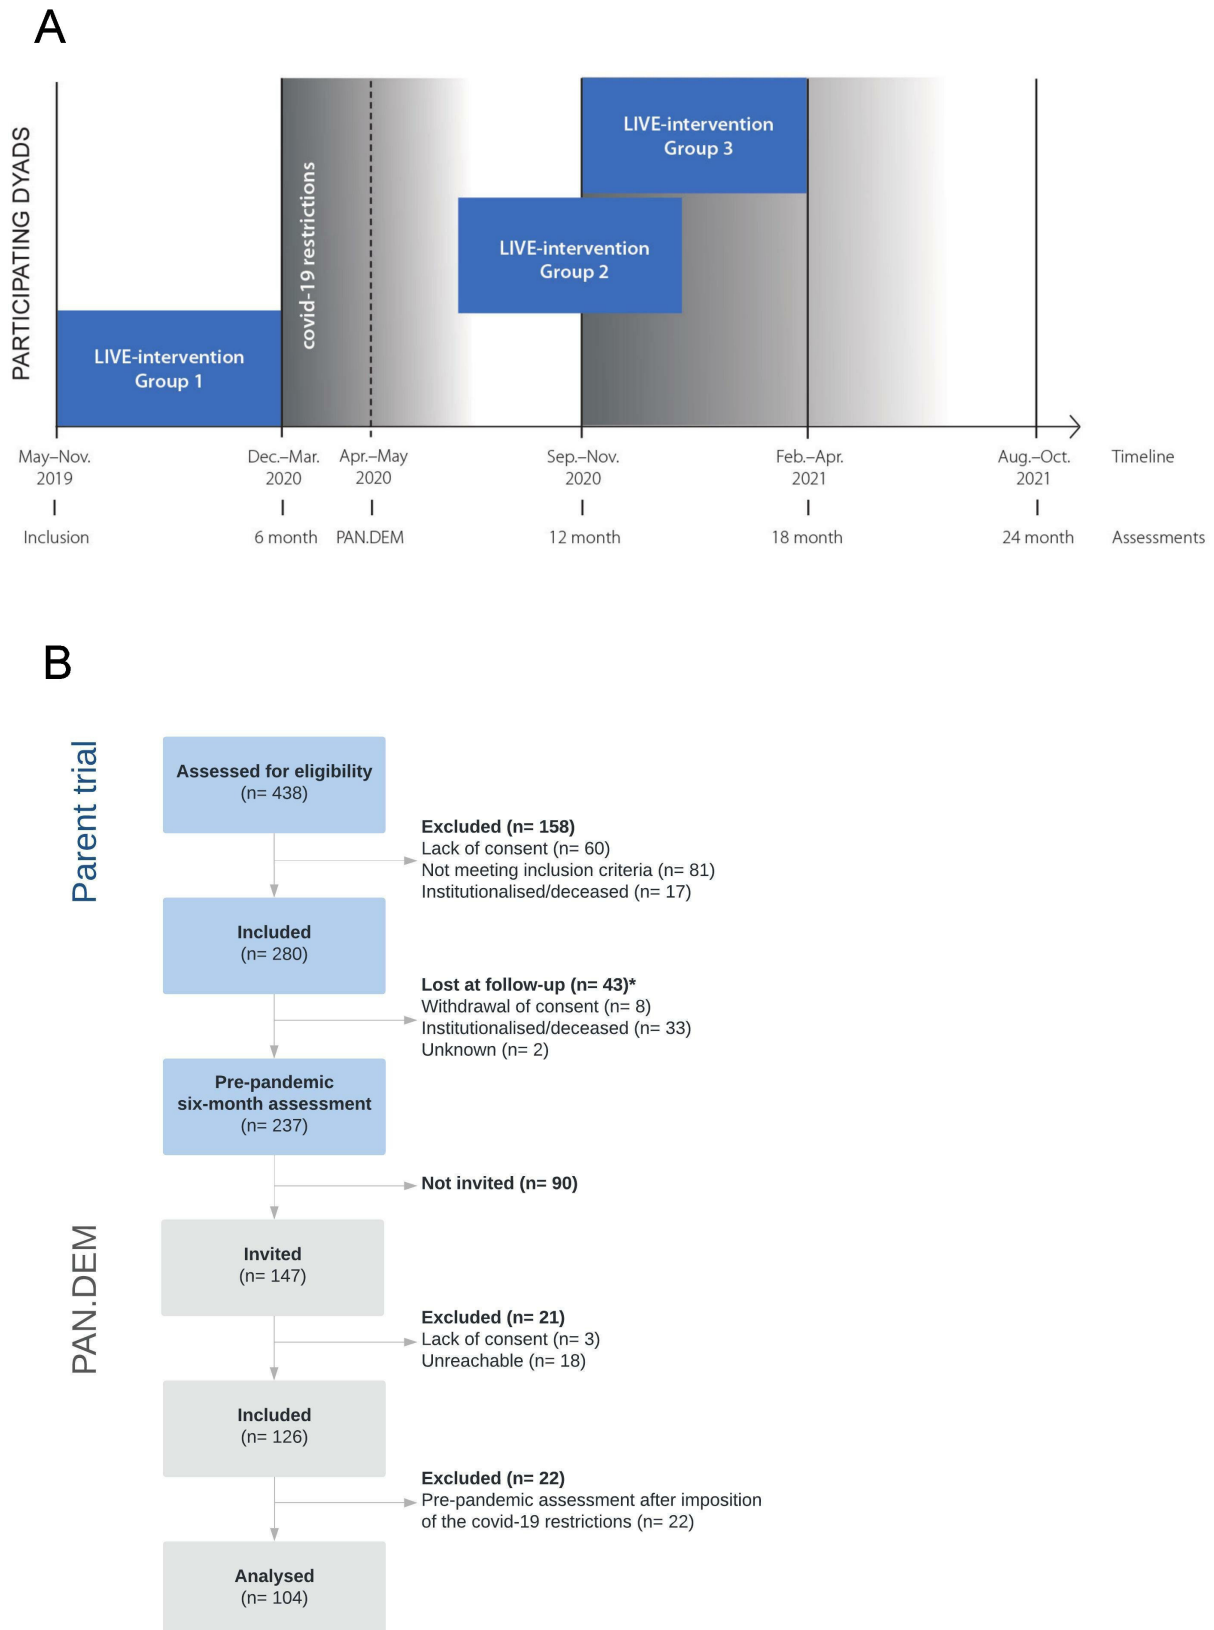 A
PARTICIPATING DYADS
covid-19 restrictions
LIVE-intervention
Group 3
LIVE-intervention
Group 2
LIVE-intervention
Group 1
May–Nov.
2019
Dec.–Mar.
2020
Apr.–May
2020
Sep.–Nov.
2020
Feb.–Apr.
2021
Aug.–Oct.
2021
Timeline
Inclusion
6 month
PAN.DEM
12 month
18 month
24 month
Assessments
B
Parent trial
Assessed for eligibility
(n= 438)
Excluded (n= 158)
Lack of consent (n= 60)
Not meeting inclusion criteria (n= 81)
Institutionalised/deceased (n= 17)
Included
(n= 280)
Lost at follow-up (n= 43)*
Withdrawal of consent (n= 8)
Institutionalised/deceased (n= 33)
Unknown (n= 2)
Pre-pandemic
six-month assessment
(n= 237)
Not invited (n= 90)
PAN.DEM
Invited
(n= 147)
Excluded (n= 21)
Lack of consent (n= 3)
Unreachable (n= 18)
Included
(n= 126)
Excluded (n= 22)
Pre-pandemic assessment after imposition
of the covid-19 restrictions (n= 22)
Analysed
(n= 104)